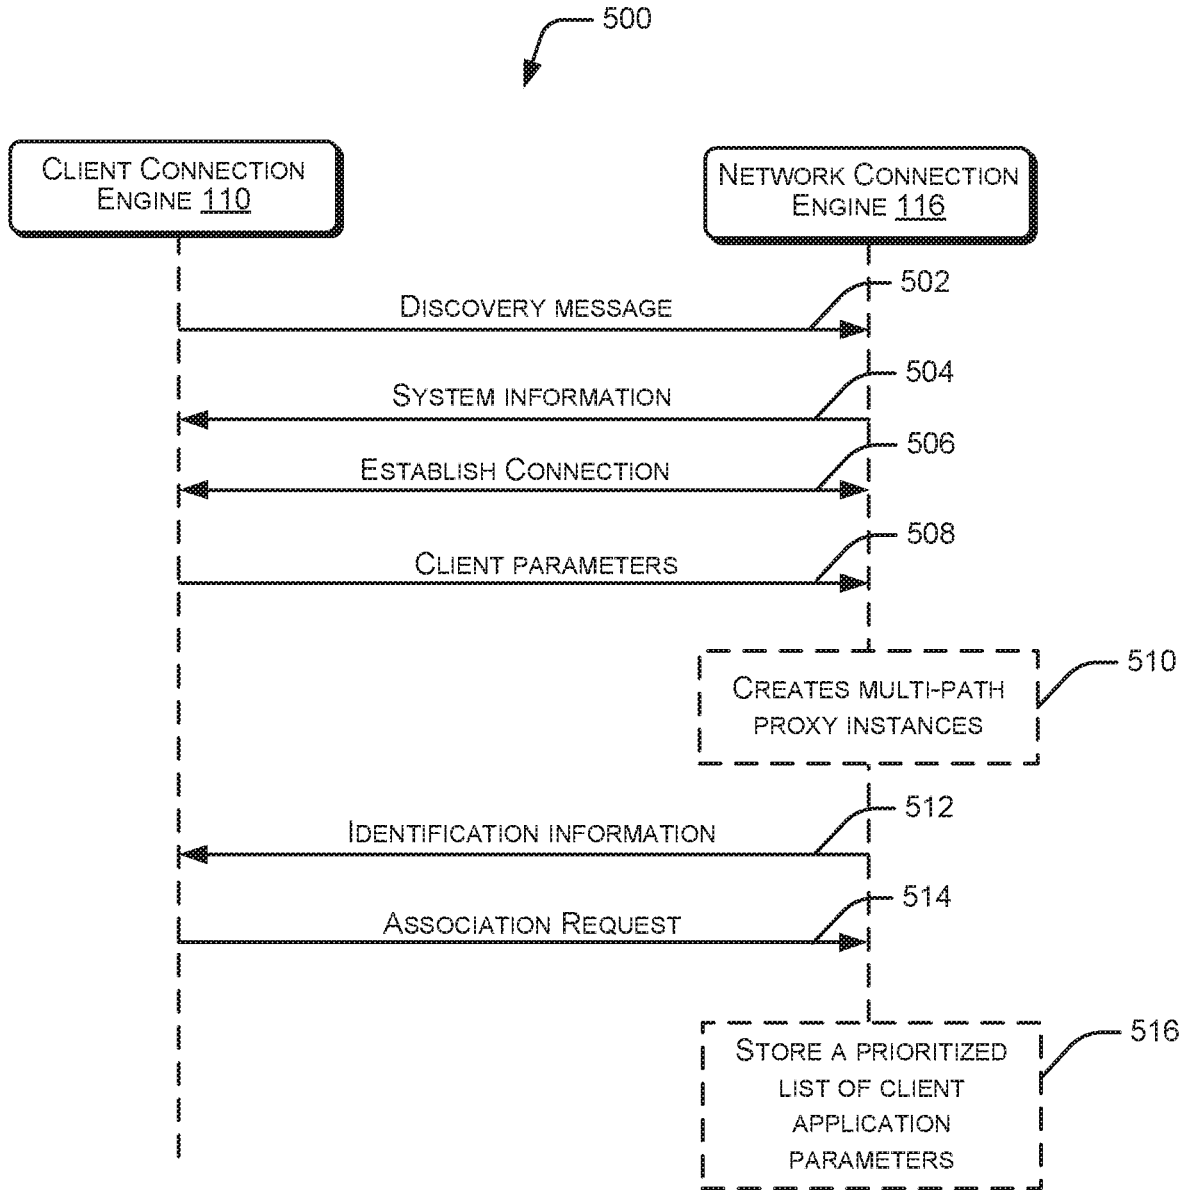 500
CLIENT CONNECTION
ENGINE 110
NETWORK CONNECTION
ENGINE 116
502
DISCOVERY MESSAGE
504
SYSTEM INFORMATION
506
ESTABLISH CONNECTION
508
CLIENT PARAMETERS
510
CREATES MULTI-PATH
PROXY INSTANCES
512
IDENTIFICATION INFORMATION
514
ASSOCIATION REQUEST
516
STORE A PRIORITIZED
LIST OF CLIENT
APPLICATION
PARAMETERS